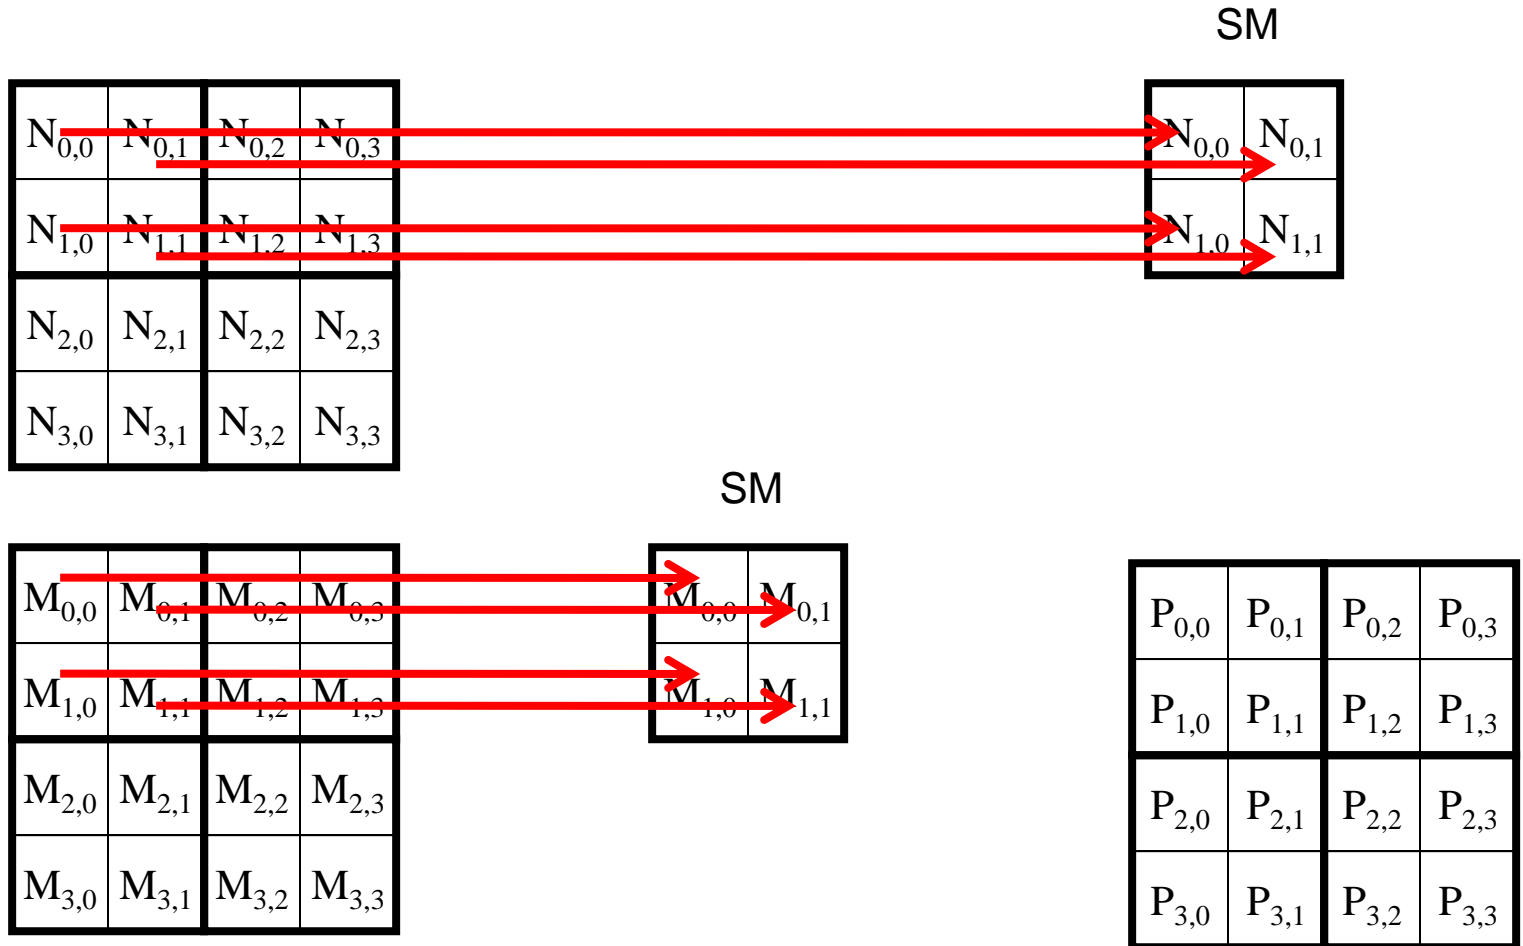 SM
N0,0 N0,1 N0,2 N0,3 N0,0 N0,1
N1,0 N1,1 N1,2 N1,3 N1,0 N1,1
N2,0 N2,1 N2,2 N2,3
N3,0 N3,1 N3,2 N3,3
SM
M0,0 M0,1 M0,2 M0,3 M0,0 M0,1 P0,0 P0,1 P0,2 P0,3
M1,0 M1,1 M1,2 M1,3 M1,0 M1,1 P1,0 P1,1 P1,2 P1,3
M2,0 M2,1 M2,2 M2,3 P2,0 P2,1 P2,2 P2,3
M3,0 M3,1 M3,2 M3,3 P3,0 P3,1 P3,2 P3,3